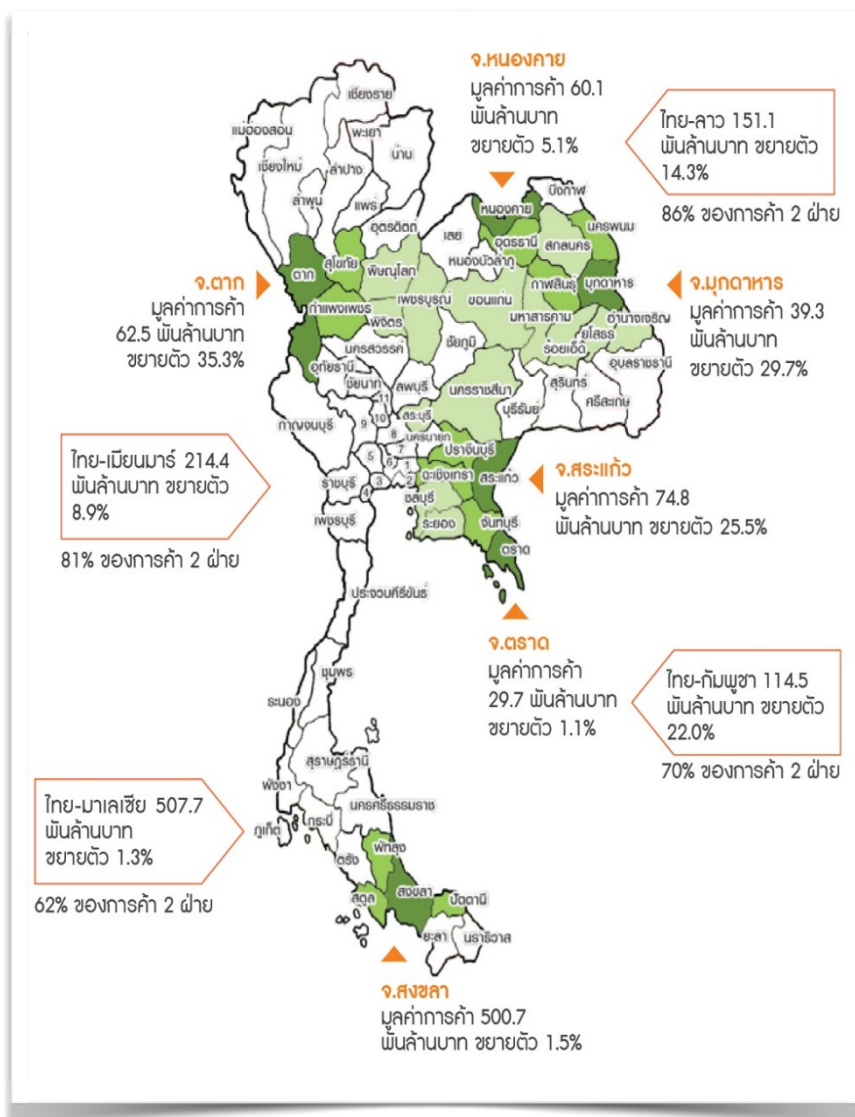 จ.หนองคาย
มูลค่าการค้า 60.1
พันล้านบาท
ขยายตัว 5.1%
ไทย-ลาว 151.1
พันล้านบาท ขยายตัว
14.3%
86% ของการค้า 2 ฝ่าย
เชียงราย
แม่ฮ่องสอน
พะเยา
เชียงใหม่
ลำปาง
น่าน
ลำพูน
แพร่
อุตรดิตถ์
เลย
หนองคาย
บึงกาฬ
นครพนม
อุดรธานี
สกลนคร
หนองบัวลำภู
ตาก
สุโขทัย
พิษณุโลก
กาฬสินธุ์
มุกดาหาร
เพชรบูรณ์
ขอนแก่น
กำแพงเพชร
พิจิตร
มหาสารคาม
อำนาจเจริญ
ยโสธร
ร้อยเอ็ด
อุบลราชธานี
ชัยภูมิ
นครสวรรค์
อุทัยธานี
ชัยนาท
ลพบุรี
นครราชสีมา
สุรินทร์
บุรีรัมย์
ศรีสะเกษ
จ.ตาก
มูลค่าการค้า
62.5 พันล้านบาท
ขยายตัว 35.3%
จ.มุกดาหาร
มูลค่าการค้า 39.3
พันล้านบาท
ขยายตัว 29.7%
11
10
9
8
7
5
6
1
2
3
4
สระบุรี
นครนายก
กาญจนบุรี
ปราจีนบุรี
ฉะเชิงเทรา
สระแก้ว
ราชบุรี
ชลบุรี
เพชรบุรี
ระยอง
จันทบุรี
ตราด
ไทย-เมียนมาร์ 214.4
พันล้านบาท ขยายตัว
8.9%
81% ของการค้า 2 ฝ่าย
จ.สระแก้ว
มูลค่าการค้า 74.8
พันล้านบาท ขยายตัว 25.5%
ประจวบคีรีขันธ์
จ.ตราด
มูลค่าการค้า
29.7 พันล้านบาท
ขยายตัว 1.1%
ไทย-กัมพูชา 114.5
พันล้านบาท ขยายตัว
22.0%
70% ของการค้า 2 ฝ่าย
ชุมพร
ระนอง
สุราษฎร์ธานี
พังงา
นครศรีธรรมราช
กระบี่
ภูเก็ต
ตรัง
พัทลุง
สตูล
สงขลา
ปัตตานี
ยะลา
นราธิวาส
ไทย-มาเลเซีย 507.7
พันล้านบาท
ขยายตัว 1.3%
62% ของการค้า 2 ฝ่าย
จ.สงขลา
มูลค่าการค้า 500.7
พันล้านบาท ขยายตัว 1.5%